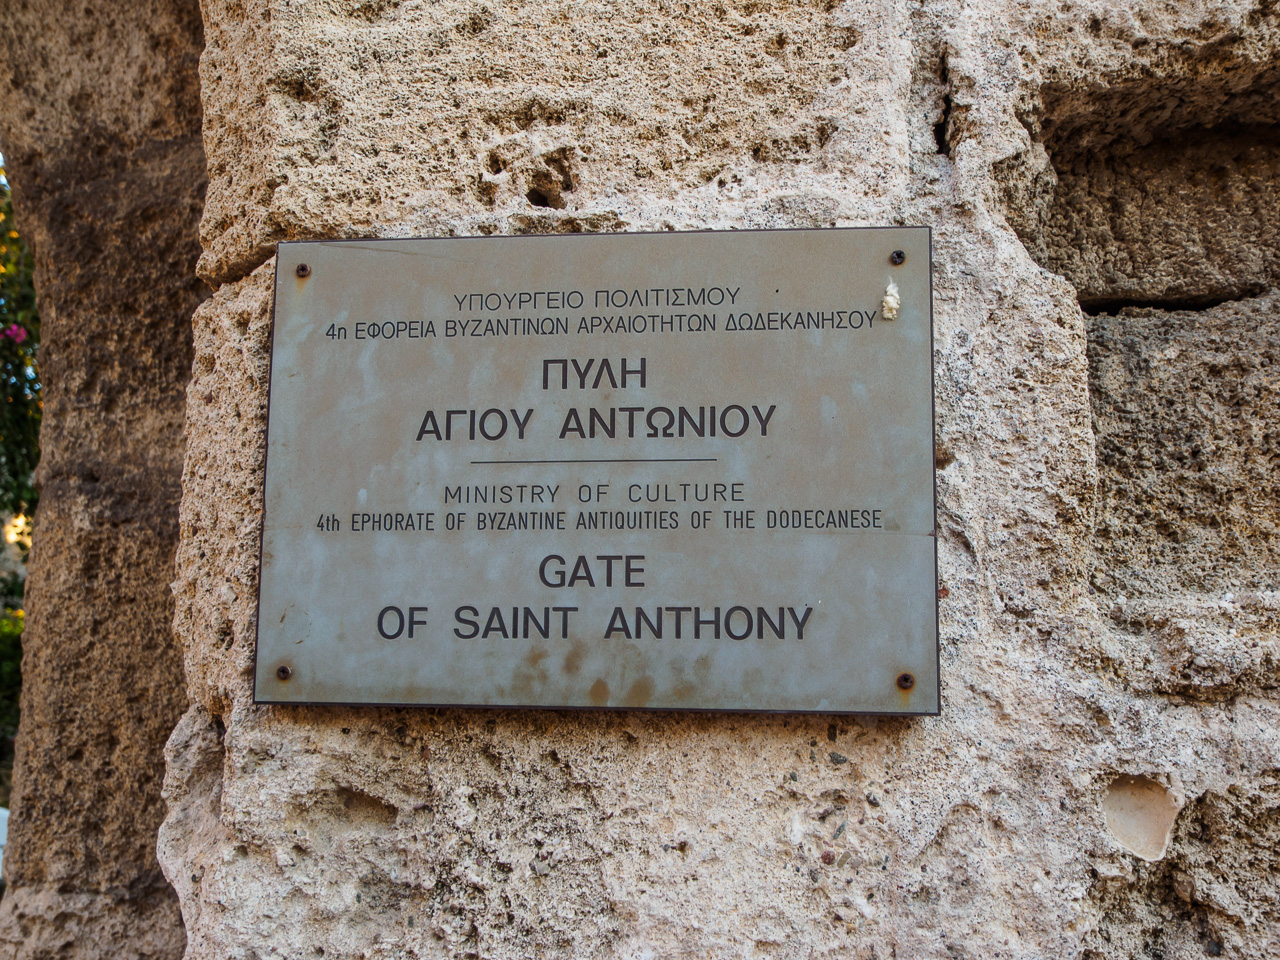 ΥΠΟΥΡΓΕΙΟ ΠΟΛΙΤΙΣΜΟΥ
4η ΕΦΟΡΕΙΑ ΒΥΖΑΝΤΙΝΩΝ ΑΡΧΑΙΟΤΗΤΩΝ ΔΩΔΕΚΑΝΗΣΟΥ
ΠΥΛΗ
ΑΓΙΟΥ ΑΝΤΩΝΙΟΥ
MINISTRY OF CULTURE
4th EPHORATE OF BYZANTINE ANTIQUITIES OF THE DODECANESE
GATE
OF SAINT ANTHONY